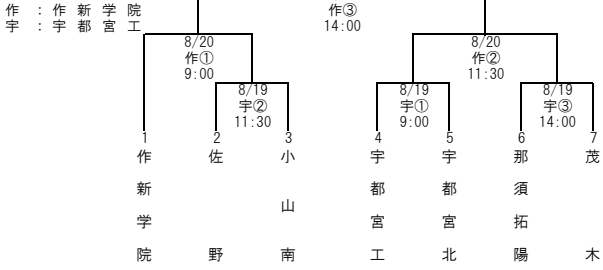 作 : 作 新 学 院
宇 : 宇 都 宮 工
作③
14:00
8/20
作①
9:00
8/20
作②
11:30
8/19
宇②
11:30
8/19
宇①
9:00
8/19
宇③
14:00
1 2 3 4 5 6 7
作新学院
佐野
小山南
宇都宮工
宇都宮北
那須拓陽
茂木